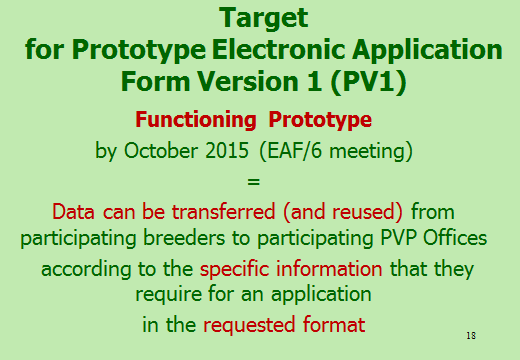 Target
for Prototype Electronic Application
Form Version 1 (PV1)
Functioning Prototype
by October 2015 (EAF/6 meeting)
=
Data can be transferred (and reused) from
participating breeders to participating PVP Offices
according to the specific information that they
require for an application
in the requested format
18